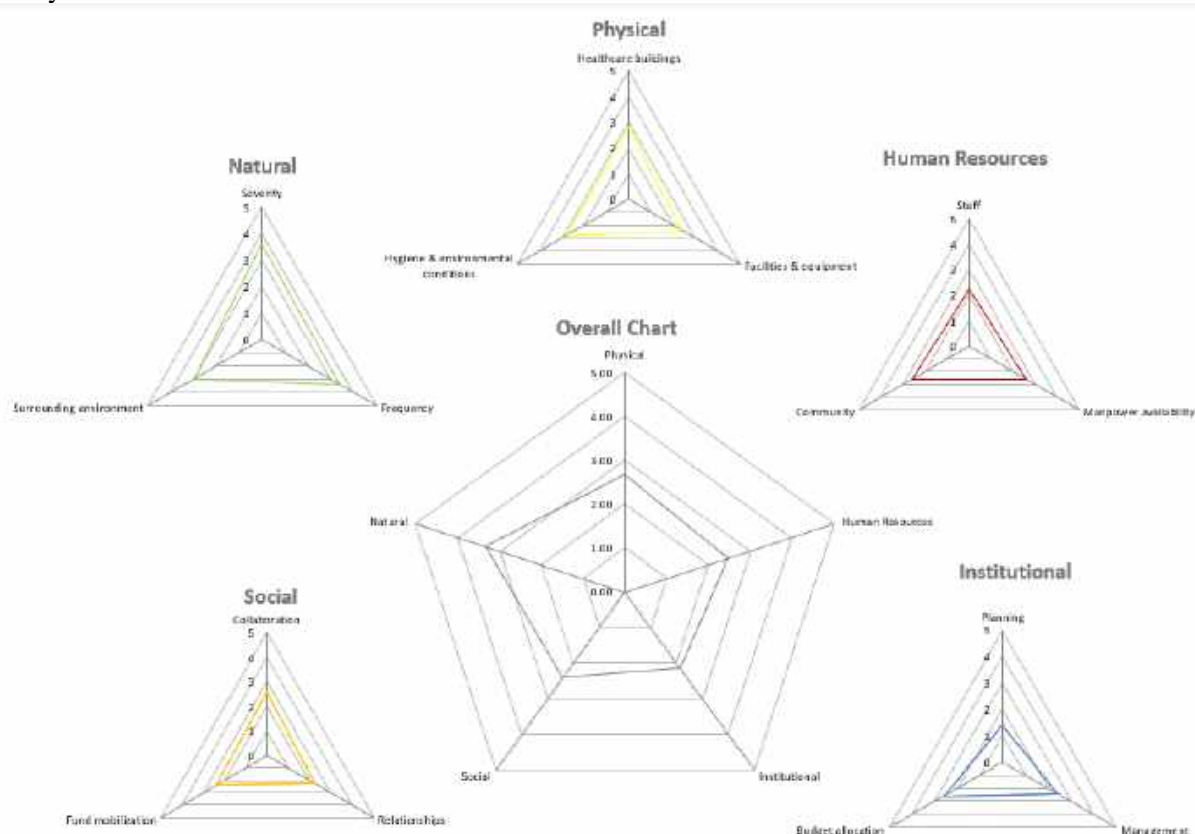 Physical
Healthcare buildings
5
4
3
2
1
0
Hygiene & environmental
conditions
Facilities & equipment
Natural
Severity
5
4
3
2
1
0
Surrounding environment
Frequency
Human Resources
Staff
5
4
3
2
1
0
Community
Manpower availability
Overall Chart
Physical
5.00
4.00
3.00
2.00
1.00
0.00
Natural
Human Resources
Social
Institutional
Social
Collaboration
5
4
3
2
1
0
Fund mobilization
Relationships
Institutional
Planning
5
4
3
2
1
0
Budget allocation
Management